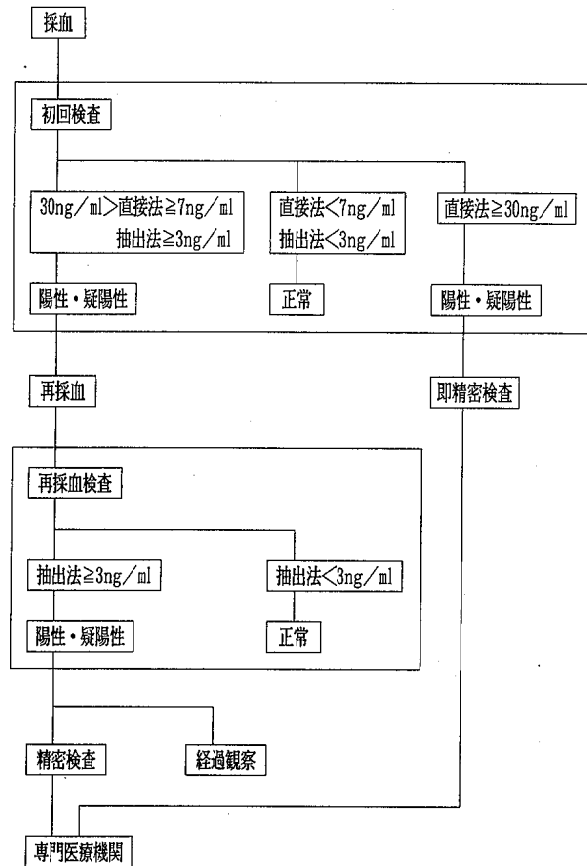 採血
初回検査
30ng/ml>直接法≧7ng/ml
抽出法≧3ng/ml
直接法<7ng/ml
抽出法<3ng/ml
直接法≧30ng/ml
陽性・疑陽性
正常
陽性・疑陽性
再採血
即精密検査
再採血検査
抽出法≧3ng/ml
抽出法<3ng/ml
陽性・疑陽性
正常
精密検査
経過観察
専門医療機関